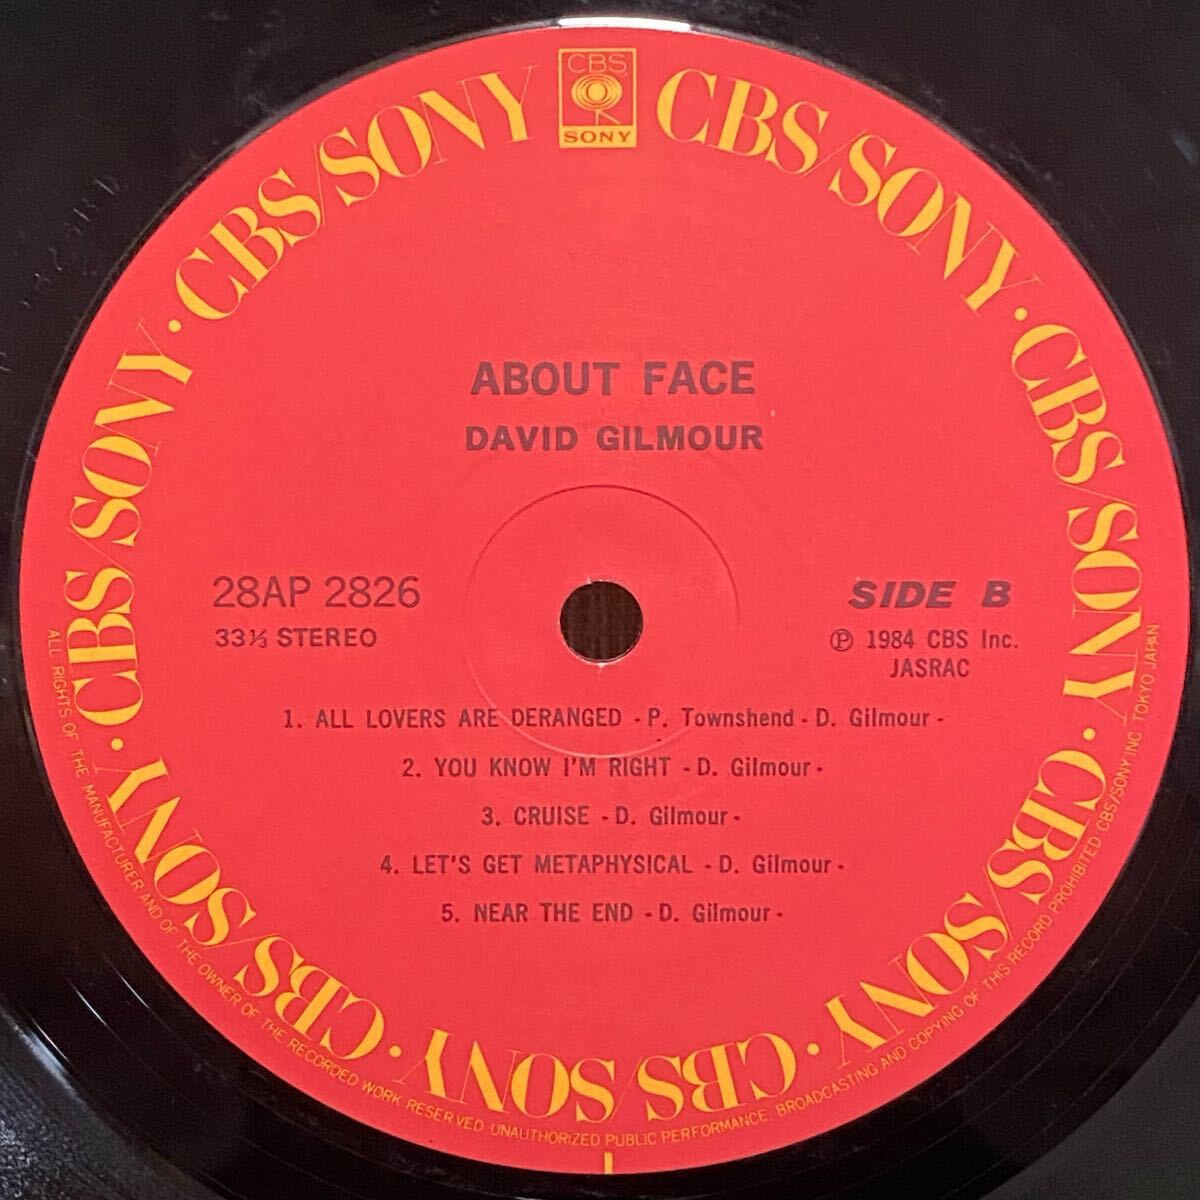 CBS
SONY
CBS/SONY · CBS/SONY · CBS/SONY · CBS/SONY · CBS/SONY · CBS/SONY · CBS/SONY · CBS/SONY
ABOUT FACE
DAVID GILMOUR
28AP 2826
33⅓ STEREO
SIDE B
Ⓟ 1984 CBS Inc.
JASRAC
1. ALL LOVERS ARE DERANGED - P. Townshend - D. Gilmour -
2. YOU KNOW I'M RIGHT - D. Gilmour -
3. CRUISE - D. Gilmour -
4. LET'S GET METAPHYSICAL - D. Gilmour -
5. NEAR THE END - D. Gilmour -
ALL RIGHTS OF THE MANUFACTURER AND OF THE OWNER OF THE RECORDED WORK RESERVED UNAUTHORIZED PUBLIC PERFORMANCE, BROADCASTING AND COPYING OF THIS RECORD PROHIBITED CBS/SONY INC TOKYO JAPAN